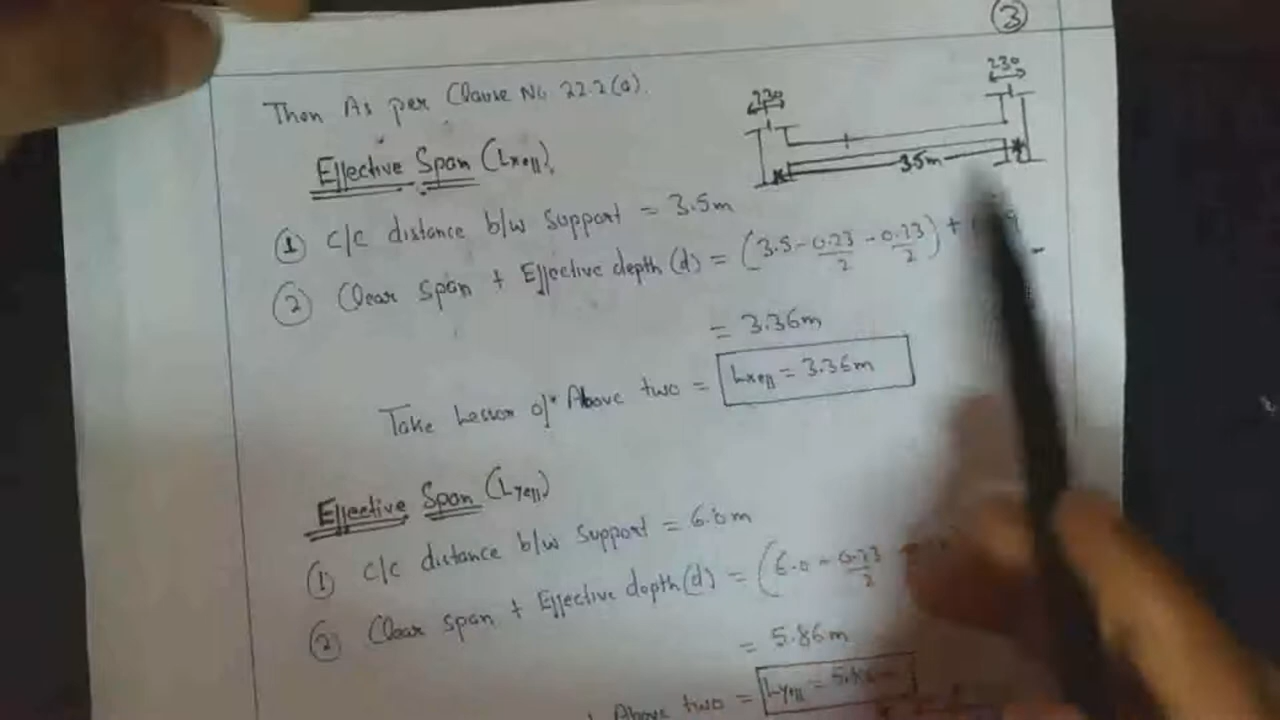 3
Then As per Clause No 22.2(a).
230
230
3.5m
Effective Span (Lxeff),
① C/C distance b/w Support = 3.5m
② Clear Span + Effective depth (d) = (3.5 - 0.23/2 - 0.23/2) +
= 3.36m
Take Lesser of Above two = Lxeff = 3.36m
Effective Span (Lyeff)
① C/C distance b/w Support = 6.0m
② Clear Span + Effective depth (d) = (6.0 - 0.23/2
= 5.86m
Above two = Lyeff =